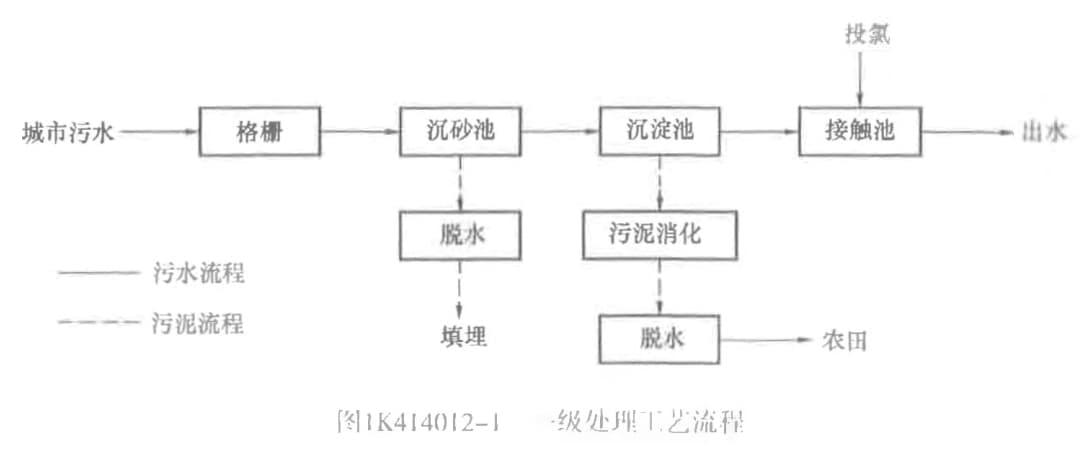 投氯
城市污水
格栅
沉砂池
沉淀池
接触池
出水
脱水
污泥消化
污水流程
污泥流程
填埋
脱水
农田
图1K414012-1 一级处理工艺流程